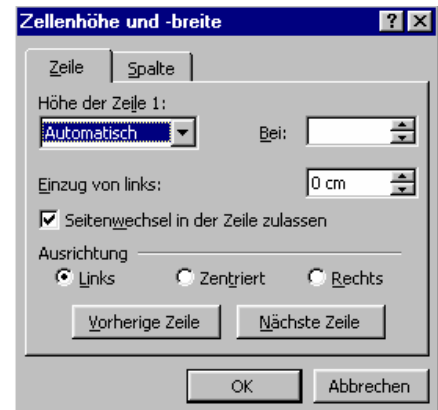 Zellenhöhe und -breite
Zeile Spalte
Höhe der Zeile 1:
Automatisch Bei:
Einzug von links: 0 cm
Seitenwechsel in der Zeile zulassen
Ausrichtung
Links Zentriert Rechts
Vorherige Zeile Nächste Zeile
OK Abbrechen